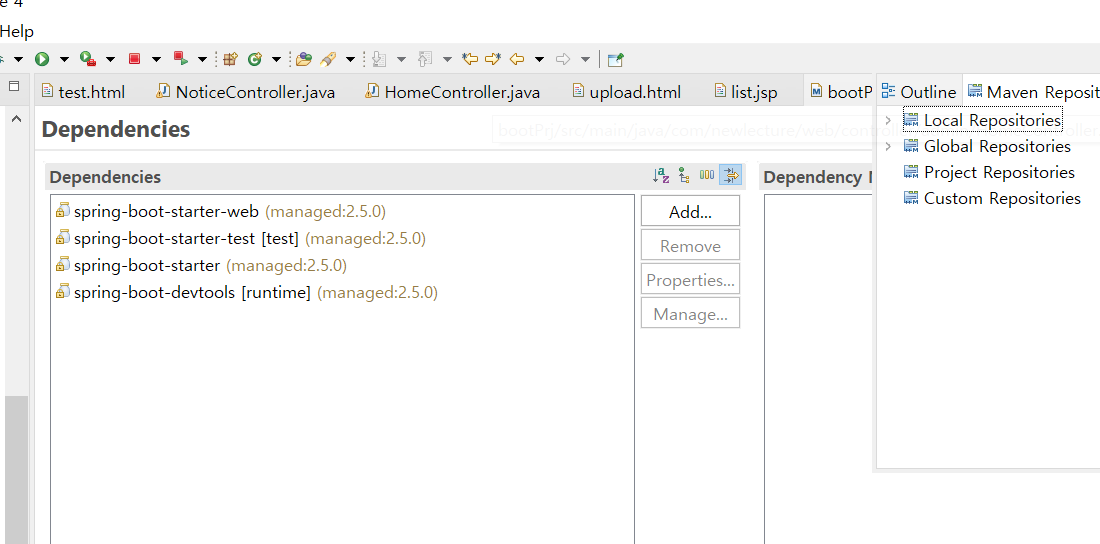 Help
test.html NoticeController.java HomeController.java upload.html list.jsp bootP Outline Maven Reposit
Dependencies
bootPrj/src/main/java/com/newlecture/web/
Local Repositories
Global Repositories
Project Repositories
Custom Repositories
Dependencies
spring-boot-starter-web (managed:2.5.0)
spring-boot-starter-test [test] (managed:2.5.0)
spring-boot-starter (managed:2.5.0)
spring-boot-devtools [runtime] (managed:2.5.0)
Add...
Remove
Properties...
Manage...
Dependency